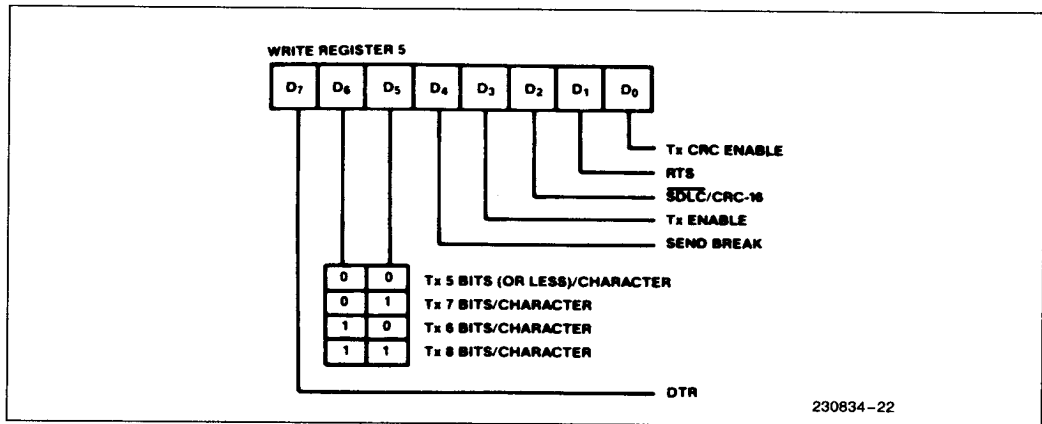 WRITE REGISTER 5
D7 D6 D5 D4 D3 D2 D1 D0
Tx CRC ENABLE
RTS
SDLC/CRC-16
Tx ENABLE
SEND BREAK
0 0 Tx 5 BITS (OR LESS)/CHARACTER
0 1 Tx 7 BITS/CHARACTER
1 0 Tx 6 BITS/CHARACTER
1 1 Tx 8 BITS/CHARACTER
DTR
230834-22